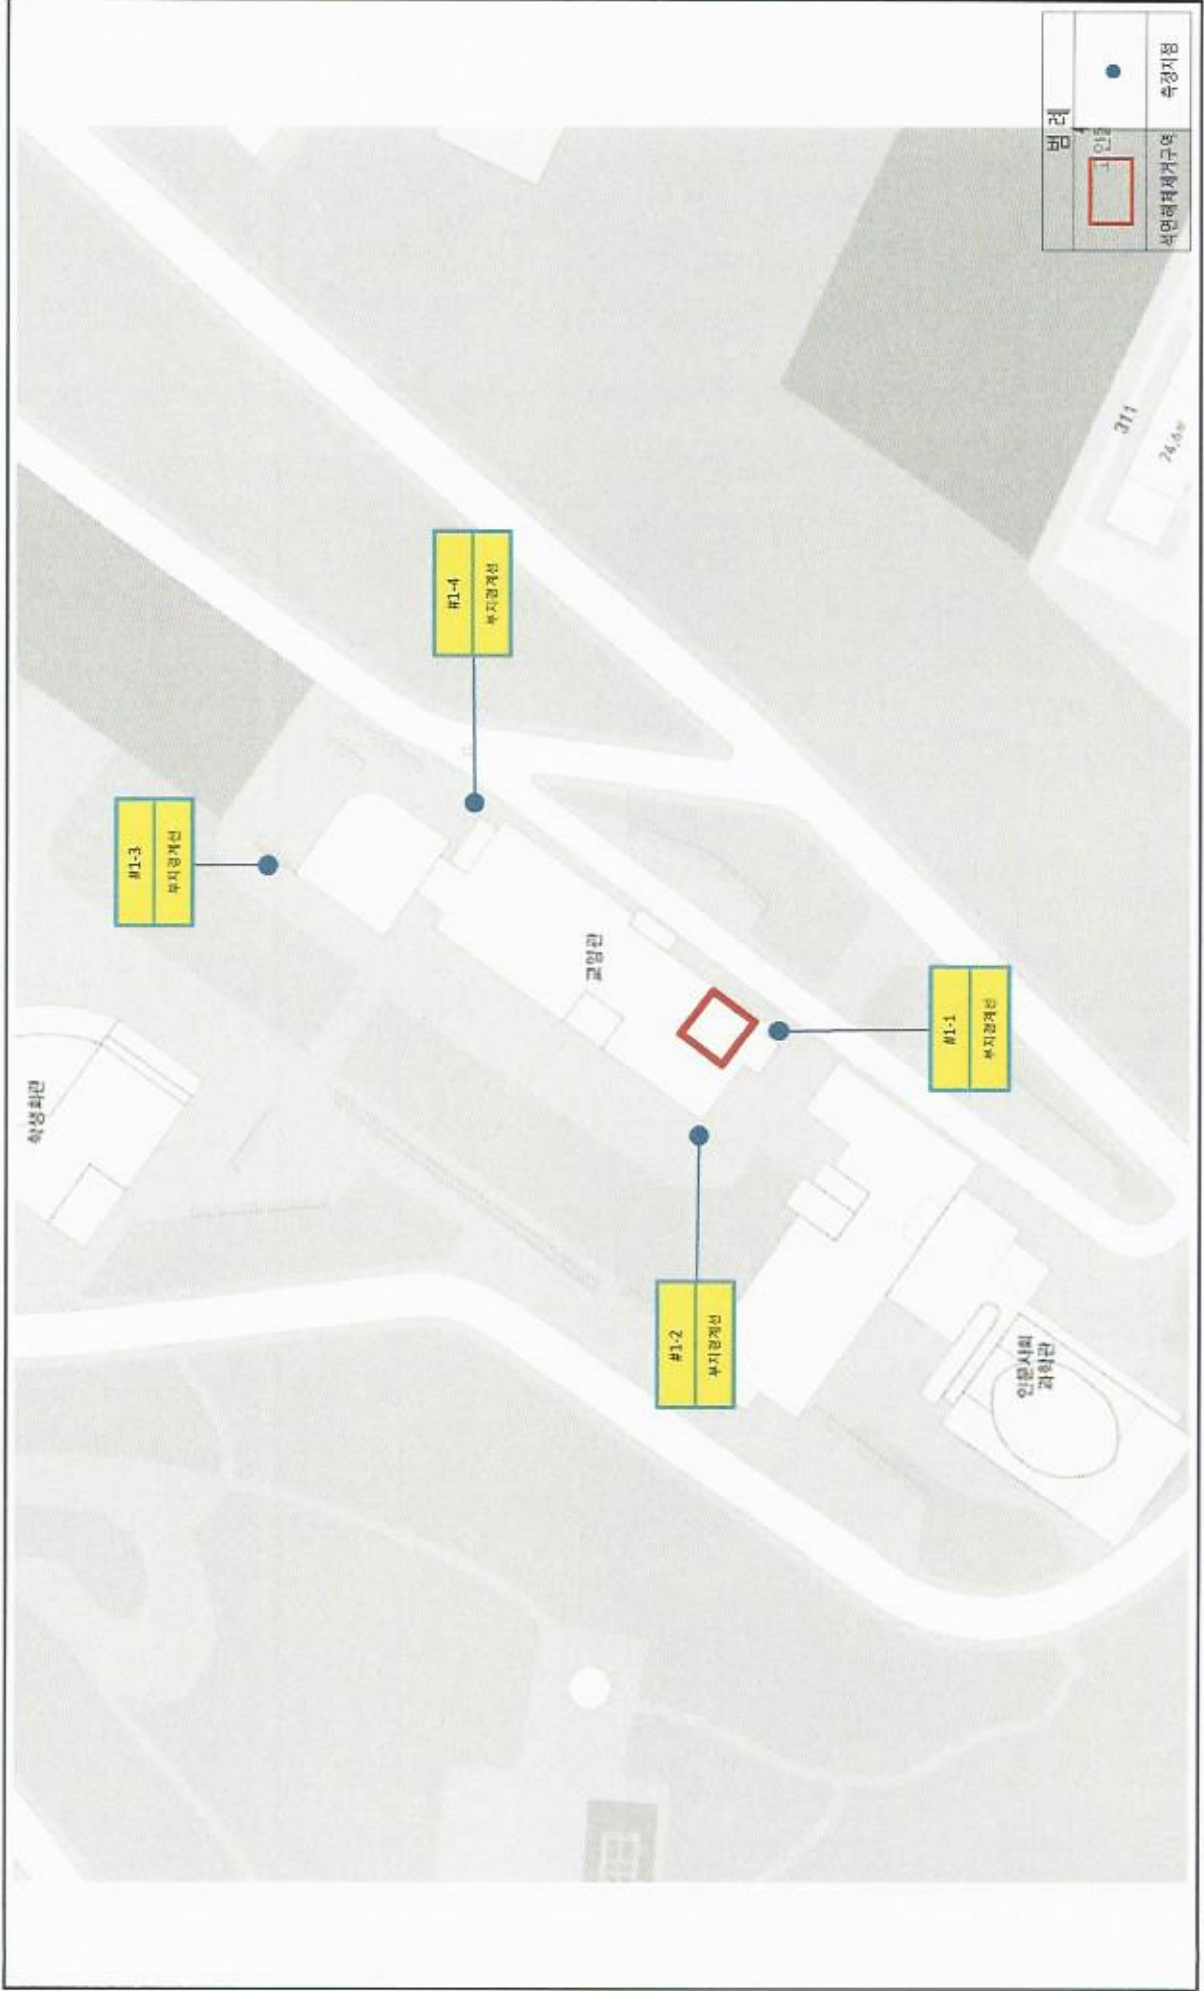 범 례
석면해체제거구역
측정지점
311
74.6m
#1-4
부지경계선
#1-3
부지경계선
교양관
#1-1
부지경계선
학생회관
#1-2
부지경계선
인문사회
과학관